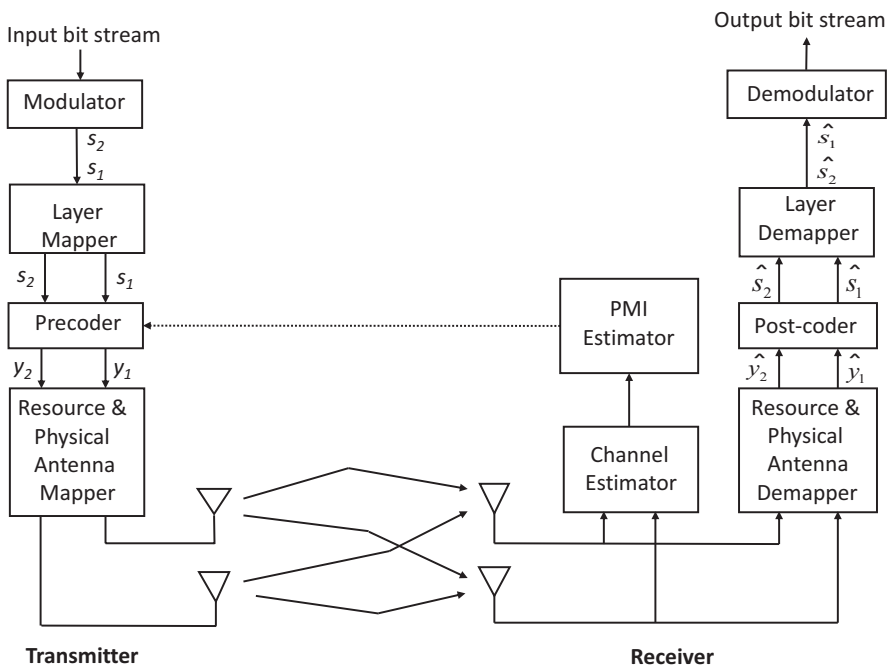 Input bit stream
Modulator
s₂
s₁
Layer
Mapper
s₂ s₁
Precoder
y₂ y₁
Resource &
Physical
Antenna
Mapper
Transmitter
PMI
Estimator
Channel
Estimator
Receiver
Output bit stream
Demodulator
ŝ₁
ŝ₂
Layer
Demapper
ŝ₂ ŝ₁
Post-coder
ŷ₂ ŷ₁
Resource &
Physical
Antenna
Demapper